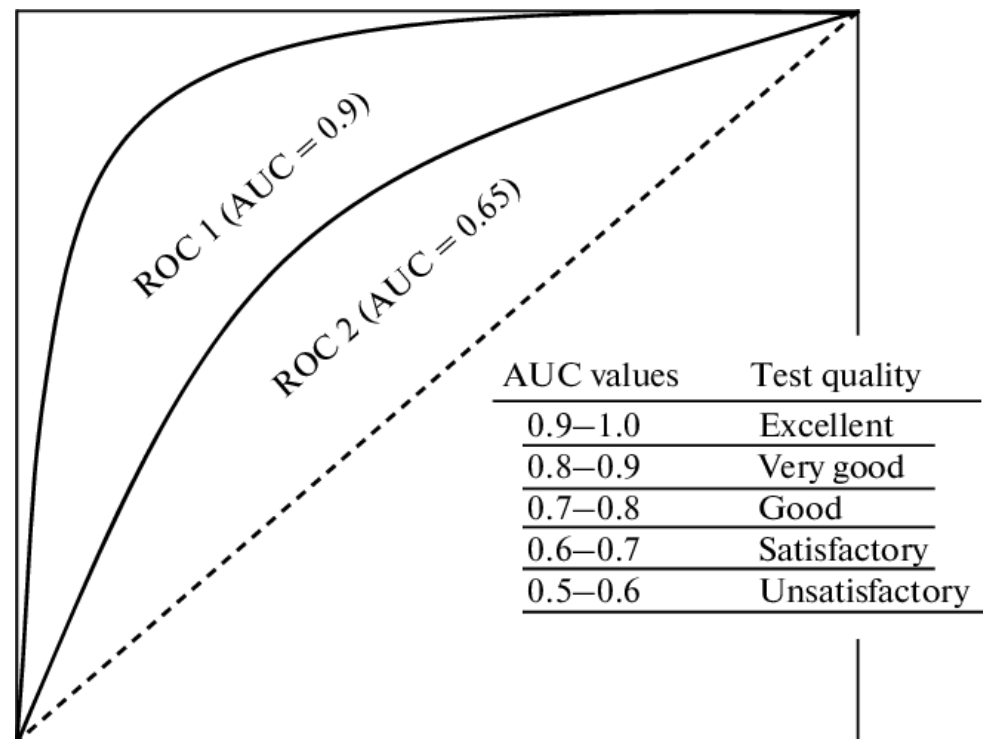 ROC 1 (AUC = 0.9)
ROC 2 (AUC = 0.65)
AUC values Test quality
0.9–1.0 Excellent
0.8–0.9 Very good
0.7–0.8 Good
0.6–0.7 Satisfactory
0.5–0.6 Unsatisfactory